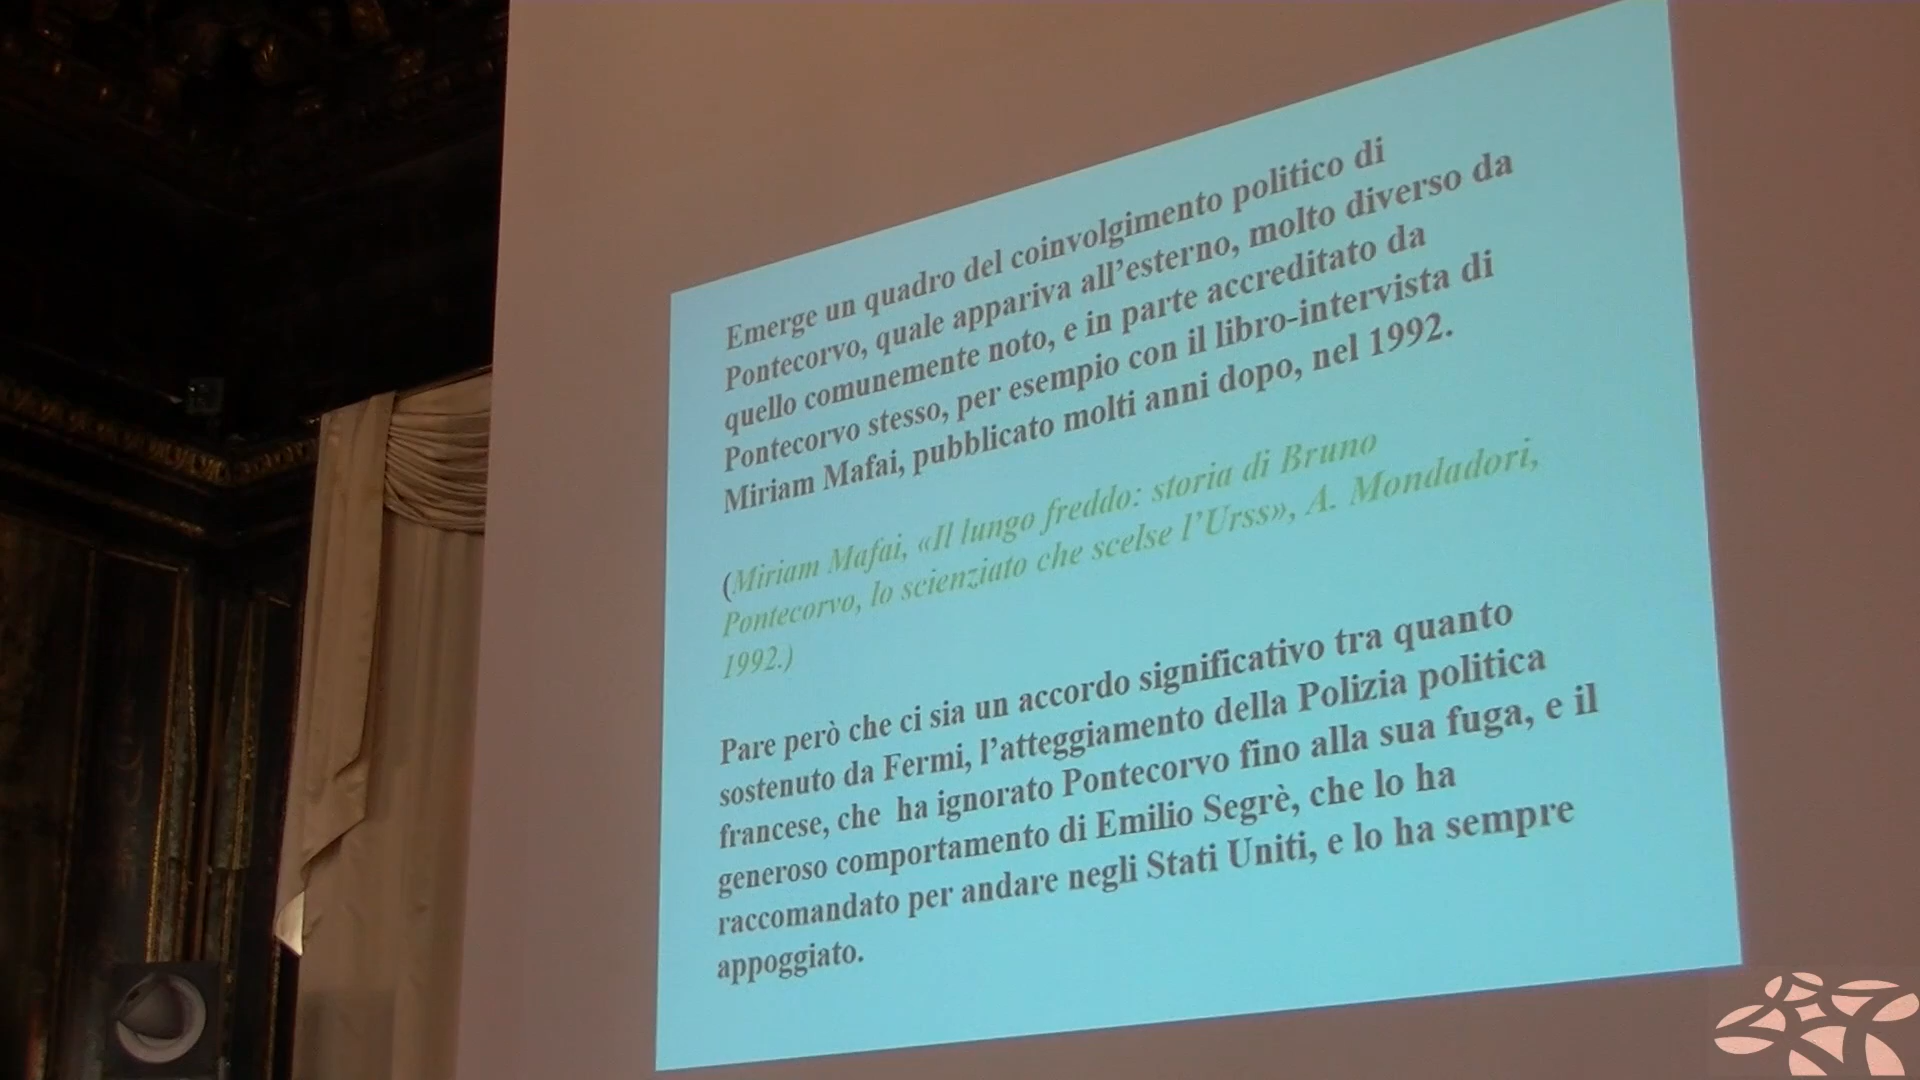 Emerge un quadro del coinvolgimento politico di
Pontecorvo, quale appariva all’esterno, molto diverso da
quello comunemente noto, e in parte accreditato da
Pontecorvo stesso, per esempio con il libro-intervista di
Miriam Mafai, pubblicato molti anni dopo, nel 1992.
(Miriam Mafai, «Il lungo freddo: storia di Bruno
Pontecorvo, lo scienziato che scelse l’Urss», A. Mondadori,
1992.)
Pare però che ci sia un accordo significativo tra quanto
sostenuto da Fermi, l’atteggiamento della Polizia politica
francese, che ha ignorato Pontecorvo fino alla sua fuga, e il
generoso comportamento di Emilio Segrè, che lo ha
raccomandato per andare negli Stati Uniti, e lo ha sempre
appoggiato.